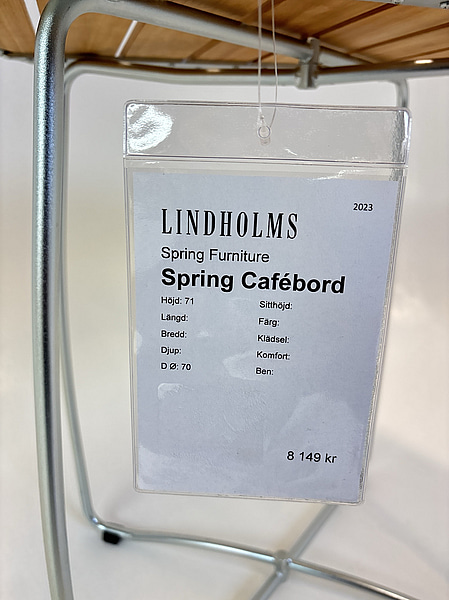 2023
LINDHOLMS
Spring Furniture
Spring Cafébord
Höjd: 71 Sitthöjd:
Längd: Färg:
Bredd: Klädsel:
Djup: Komfort:
D Ø: 70 Ben:
8 149 kr